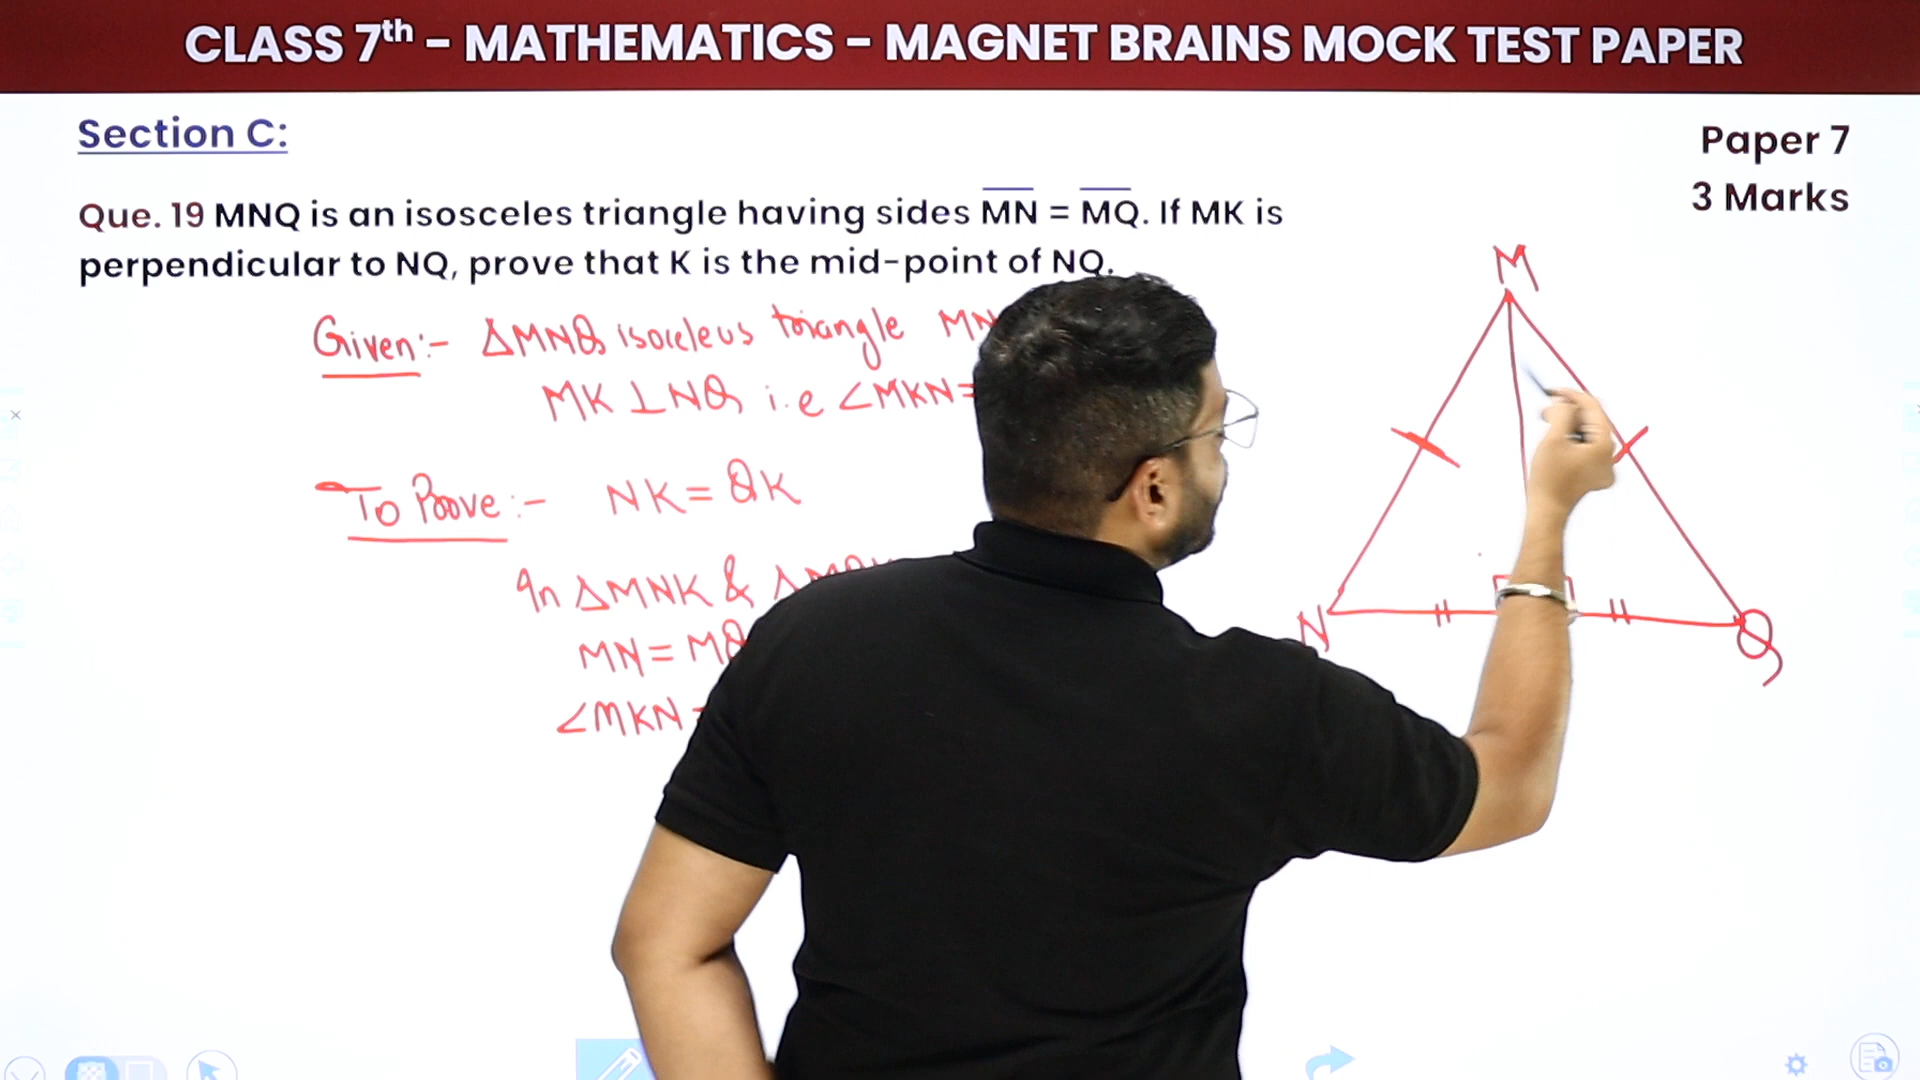 CLASS 7th - MATHEMATICS - MAGNET BRAINS MOCK TEST PAPER
Section C:
Paper 7
3 Marks
Que. 19 MNQ is an isosceles triangle having sides MN = MQ. If MK is
perpendicular to NQ, prove that K is the mid-point of NQ.
Given:- ΔMNQ isoceleus triangle MN
MK ⊥ NQ i.e ∠MKN=
To Prove:- NK = QK
In ΔMNK & Δ
MN = MQ
∠MKN =
M
N
Q